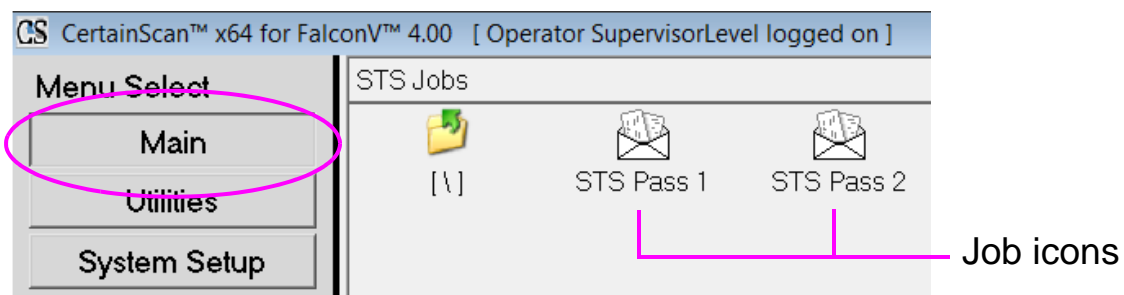 CS CertainScan™ x64 for FalconV™ 4.00 [ Operator SupervisorLevel logged on ]
Menu Select
Main
Utilities
System Setup
STS Jobs
[\]
STS Pass 1
STS Pass 2
Job icons